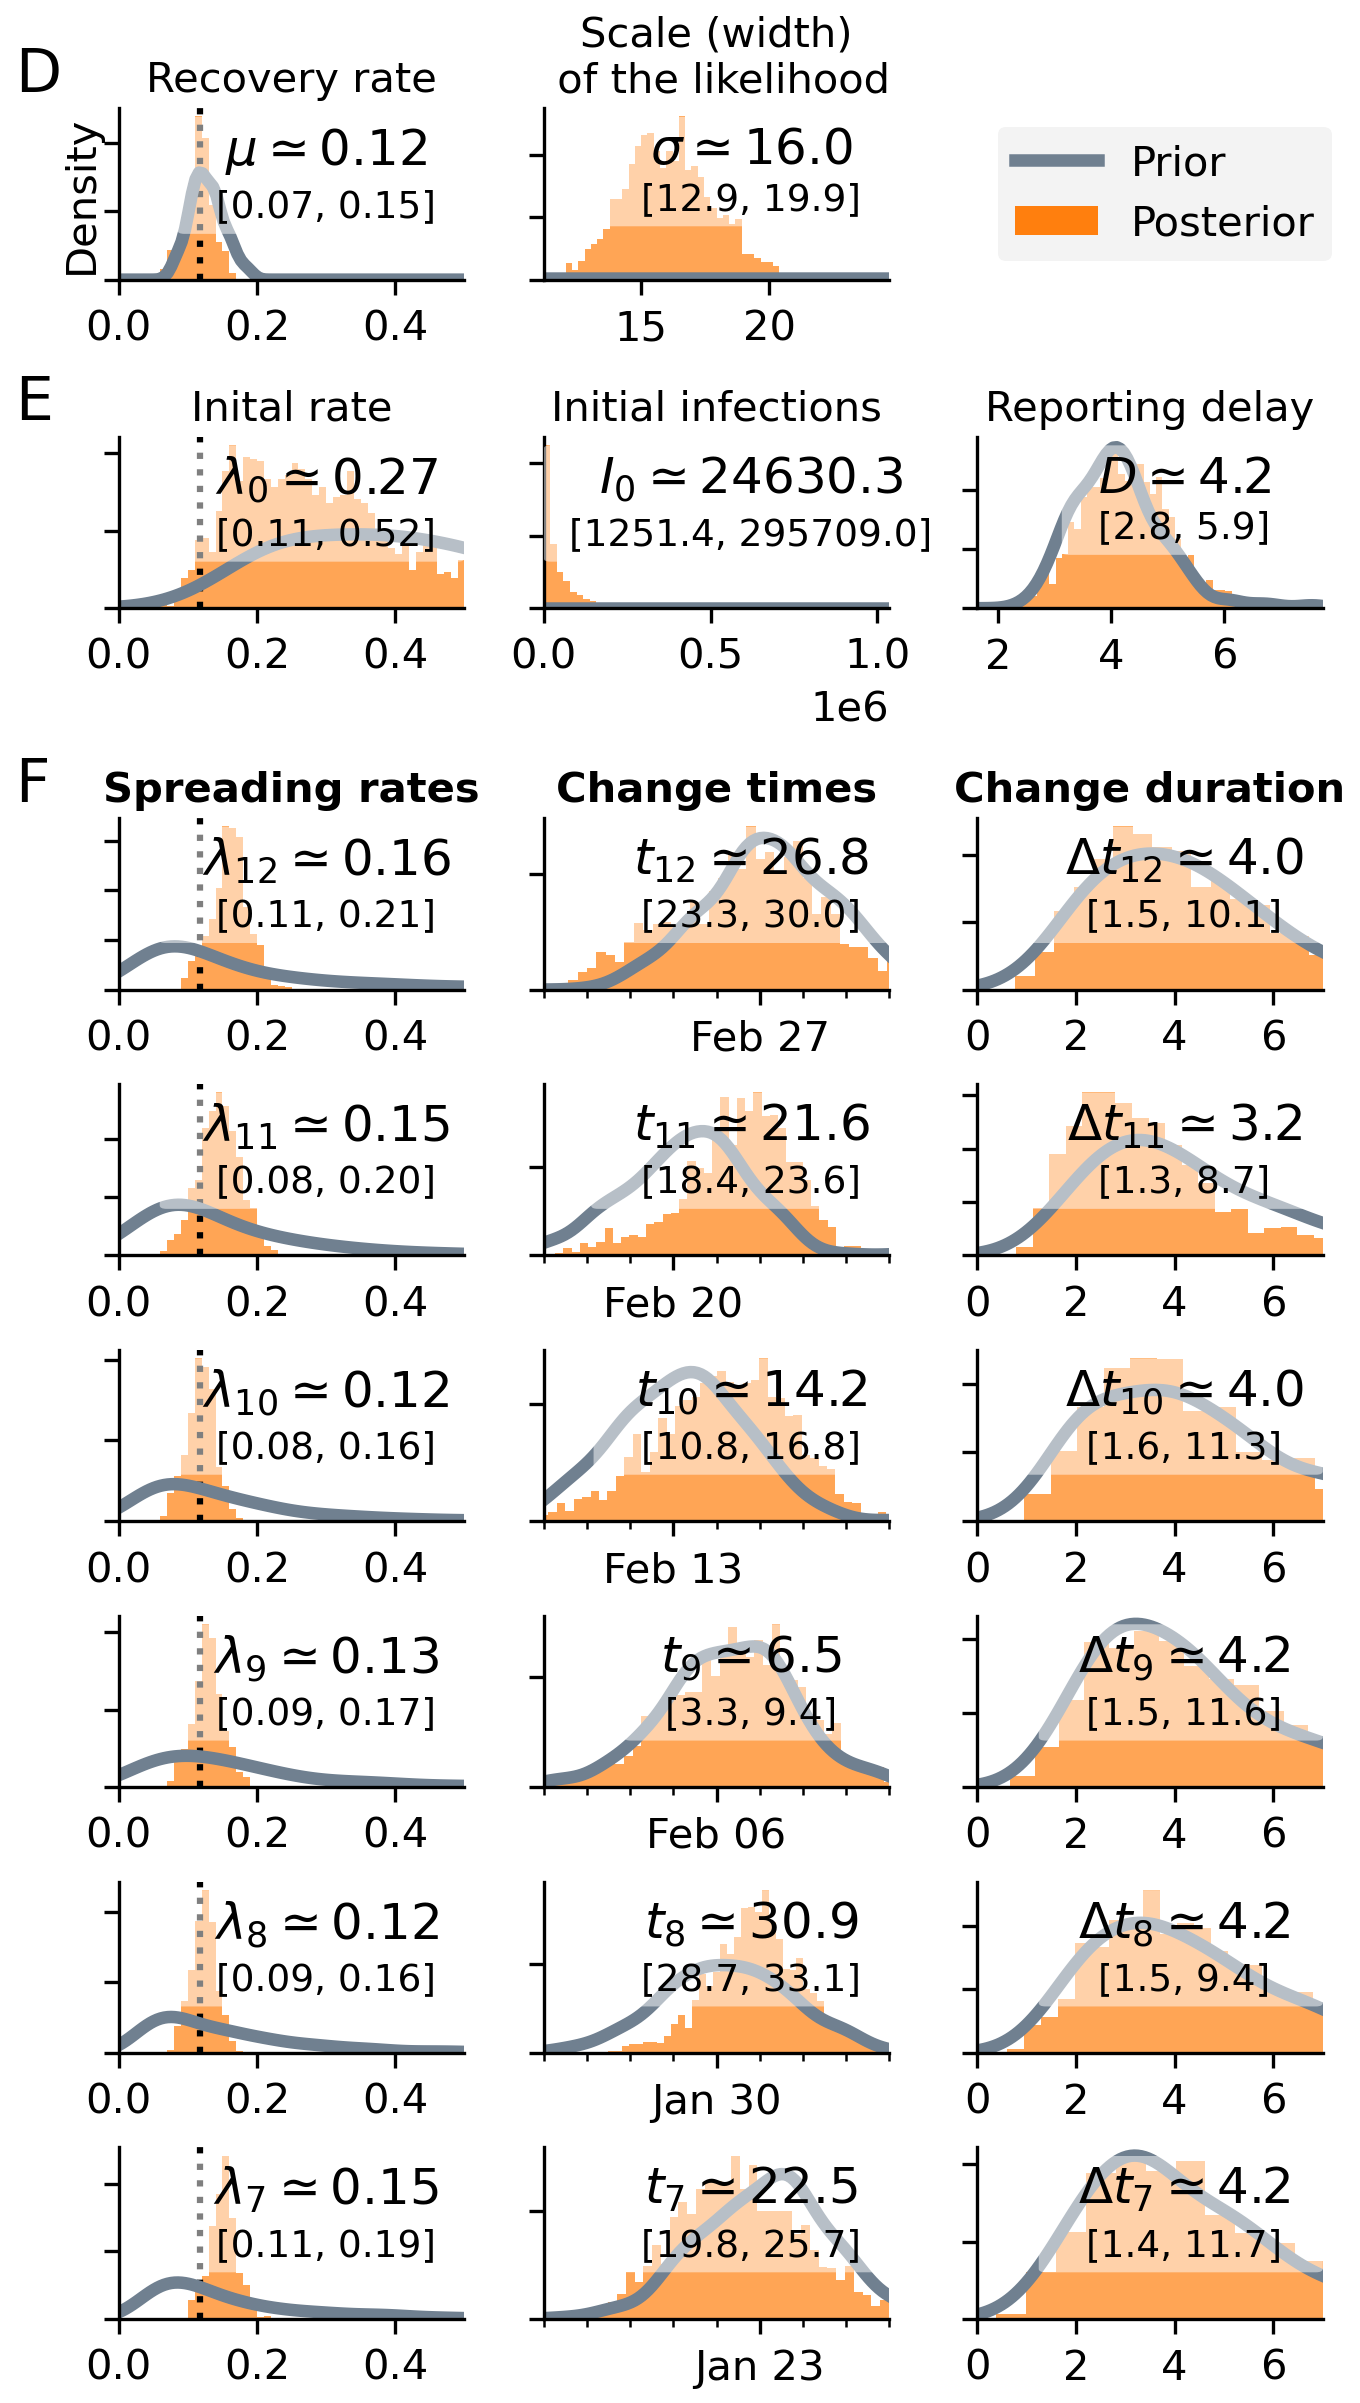 D
Recovery rate
Scale (width)
of the likelihood
Density
μ ≃ 0.12
[0.07, 0.15]
0.0 0.2 0.4
σ ≃ 16.0
[12.9, 19.9]
15 20
Prior
Posterior
E
Inital rate
λ0 ≃ 0.27
[0.11, 0.52]
0.0 0.2 0.4
Initial infections
I0 ≃ 24630.3
[1251.4, 295709.0]
0.0 0.5 1.0
1e6
Reporting delay
D ≃ 4.2
[2.8, 5.9]
2 4 6
F
Spreading rates
Change times
Change duration
λ12 ≃ 0.16
[0.11, 0.21]
0.0 0.2 0.4
t12 ≃ 26.8
[23.3, 30.0]
Feb 27
Δt12 ≃ 4.0
[1.5, 10.1]
0 2 4 6
λ11 ≃ 0.15
[0.08, 0.20]
0.0 0.2 0.4
t11 ≃ 21.6
[18.4, 23.6]
Feb 20
Δt11 ≃ 3.2
[1.3, 8.7]
0 2 4 6
λ10 ≃ 0.12
[0.08, 0.16]
0.0 0.2 0.4
t10 ≃ 14.2
[10.8, 16.8]
Feb 13
Δt10 ≃ 4.0
[1.6, 11.3]
0 2 4 6
λ9 ≃ 0.13
[0.09, 0.17]
0.0 0.2 0.4
t9 ≃ 6.5
[3.3, 9.4]
Feb 06
Δt9 ≃ 4.2
[1.5, 11.6]
0 2 4 6
λ8 ≃ 0.12
[0.09, 0.16]
0.0 0.2 0.4
t8 ≃ 30.9
[28.7, 33.1]
Jan 30
Δt8 ≃ 4.2
[1.5, 9.4]
0 2 4 6
λ7 ≃ 0.15
[0.11, 0.19]
0.0 0.2 0.4
t7 ≃ 22.5
[19.8, 25.7]
Jan 23
Δt7 ≃ 4.2
[1.4, 11.7]
0 2 4 6